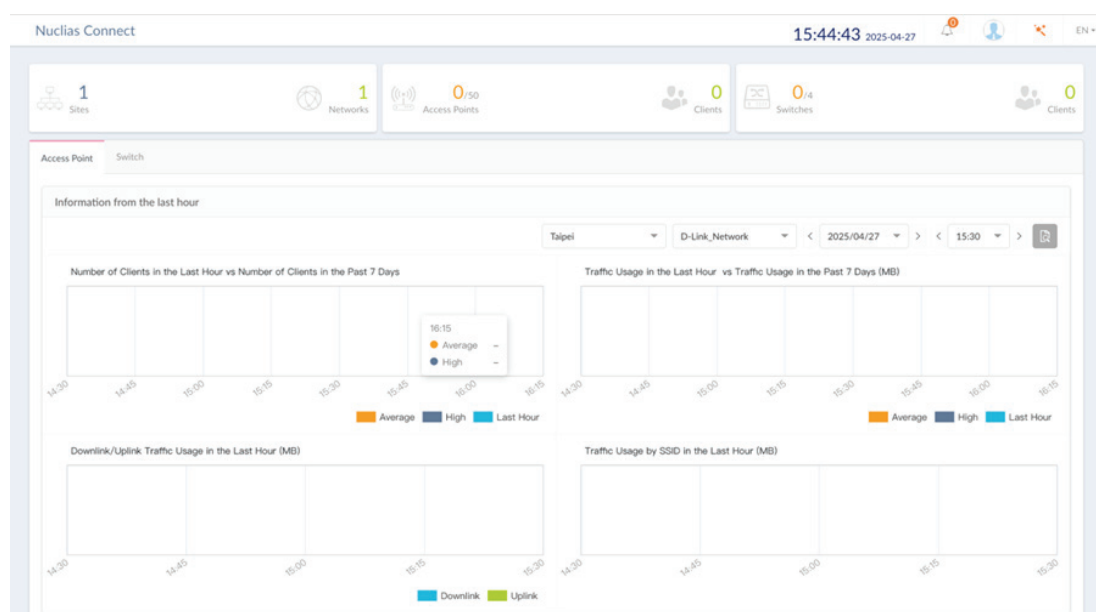 Nuclias Connect
15:44:43 2025-04-27
0
EN
1
Sites
1
Networks
0/50
Access Points
0
Clients
0/4
Switches
0
Clients
Access Point
Switch
Information from the last hour
Taipei
D-Link_Network
< 2025/04/27 >
< 15:30 >
Number of Clients in the Last Hour vs Number of Clients in the Past 7 Days
16:15
Average –
High –
14:30 14:45 15:00 15:15 15:30 15:45 16:00 16:15
Average High Last Hour
Traffic Usage in the Last Hour vs Traffic Usage in the Past 7 Days (MB)
14:30 14:45 15:00 15:15 15:30 15:45 16:00 16:15
Average High Last Hour
Downlink/Uplink Traffic Usage in the Last Hour (MB)
14:30 14:45 15:00 15:15 15:30
Downlink Uplink
Traffic Usage by SSID in the Last Hour (MB)
14:30 14:45 15:00 15:15 15:30